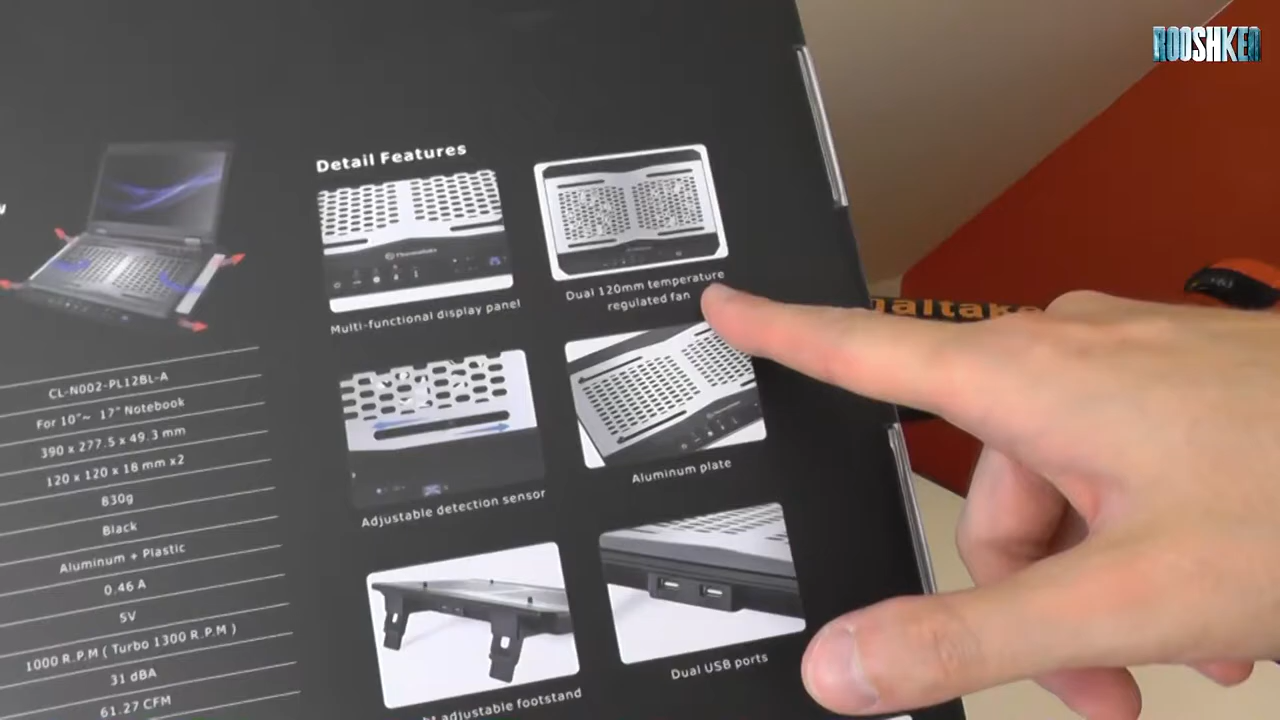 ROOSHKED
Detail Features
Thermaltake
Multi-functional display panel
Dual 120mm temperature
regulated fan
Adjustable detection sensor
Aluminum plate
adjustable footstand
Dual USB ports
CL-N002-PL12BL-A
For 10"~ 17" Notebook
390 x 277.5 x 49.3 mm
120 x 120 x 18 mm x2
830g
Black
Aluminum + Plastic
0.46 A
5V
1000 R.P.M ( Turbo 1300 R.P.M )
31 dBA
61.27 CFM